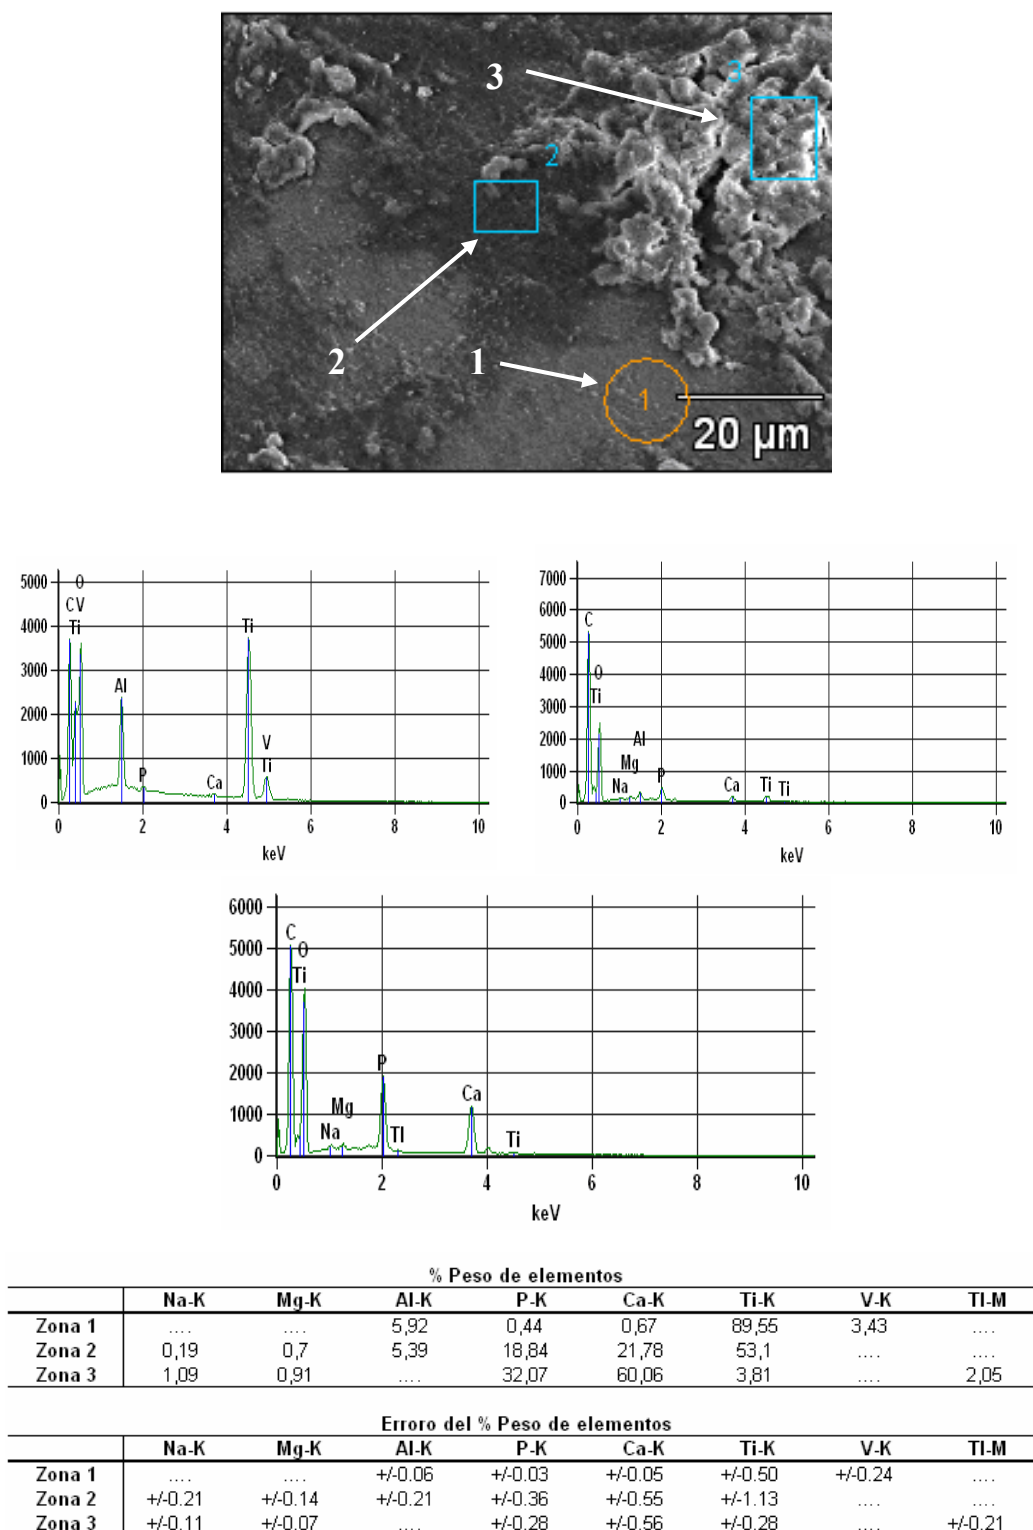 3
3
2
2
1
1
20 µm
5000
4000
3000
2000
1000
0
O
C V
Ti
Al
P
Ca
Ti
V
Ti
0 2 4 6 8 10
keV
7000
6000
5000
4000
3000
2000
1000
0
C
O
Ti
Al
Mg
Na
P
Ca
Ti
Ti
0 2 4 6 8 10
keV
6000
5000
4000
3000
2000
1000
0
C
O
Ti
P
Mg
Na
Tl
Ca
Ti
0 2 4 6 8 10
keV
% Peso de elementos
Na-K Mg-K Al-K P-K Ca-K Ti-K V-K Tl-M
Zona 1 .... .... 5,92 0,44 0,67 89,55 3,43 ....
Zona 2 0,19 0,7 5,39 18,84 21,78 53,1 .... ....
Zona 3 1,09 0,91 .... 32,07 60,06 3,81 .... 2,05
Erroro del % Peso de elementos
Na-K Mg-K Al-K P-K Ca-K Ti-K V-K Tl-M
Zona 1 .... .... +/-0.06 +/-0.03 +/-0.05 +/-0.50 +/-0.24 ....
Zona 2 +/-0.21 +/-0.14 +/-0.21 +/-0.36 +/-0.55 +/-1.13 .... ....
Zona 3 +/-0.11 +/-0.07 .... +/-0.28 +/-0.56 +/-0.28 .... +/-0.21